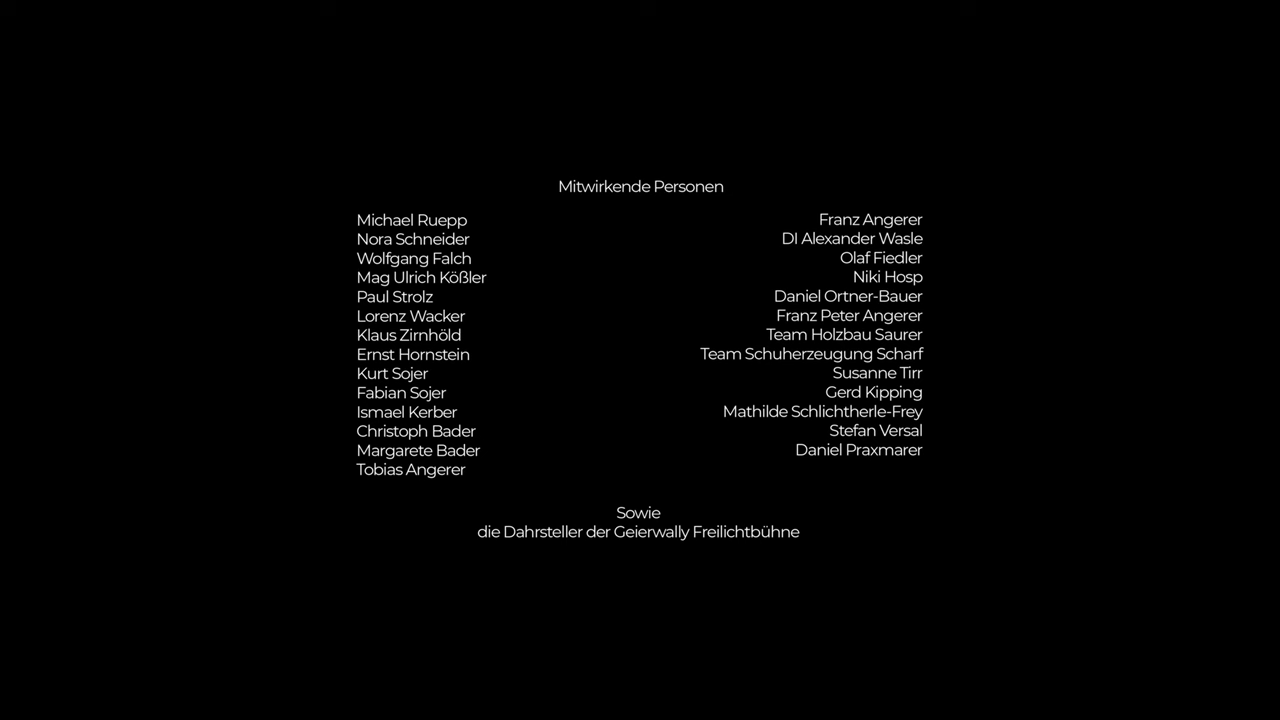 Mitwirkende Personen
Michael Ruepp
Nora Schneider
Wolfgang Falch
Mag Ulrich Kößler
Paul Strolz
Lorenz Wacker
Klaus Zirnhöld
Ernst Hornstein
Kurt Sojer
Fabian Sojer
Ismael Kerber
Christoph Bader
Margarete Bader
Tobias Angerer
Franz Angerer
DI Alexander Wasle
Olaf Fiedler
Niki Hosp
Daniel Ortner-Bauer
Franz Peter Angerer
Team Holzbau Saurer
Team Schuherzeugung Scharf
Susanne Tirr
Gerd Kipping
Mathilde Schlichtherle-Frey
Stefan Versal
Daniel Praxmarer
Sowie
die Dahrsteller der Geierwally Freilichtbühne